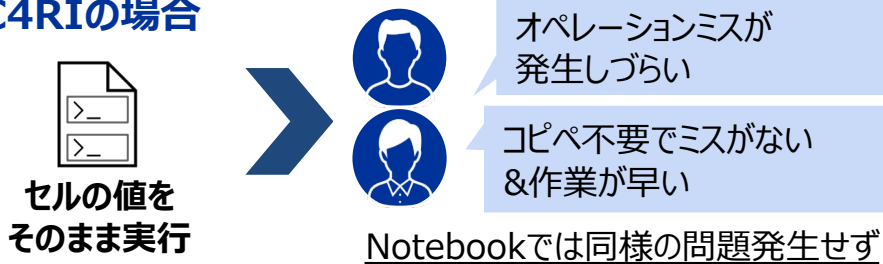 C4RIの場合
オペレーションミスが
発生しづらい
>_
>_
コピペ不要でミスがない
&作業が早い
セルの値を
そのまま実行
Notebookでは同様の問題発生せず